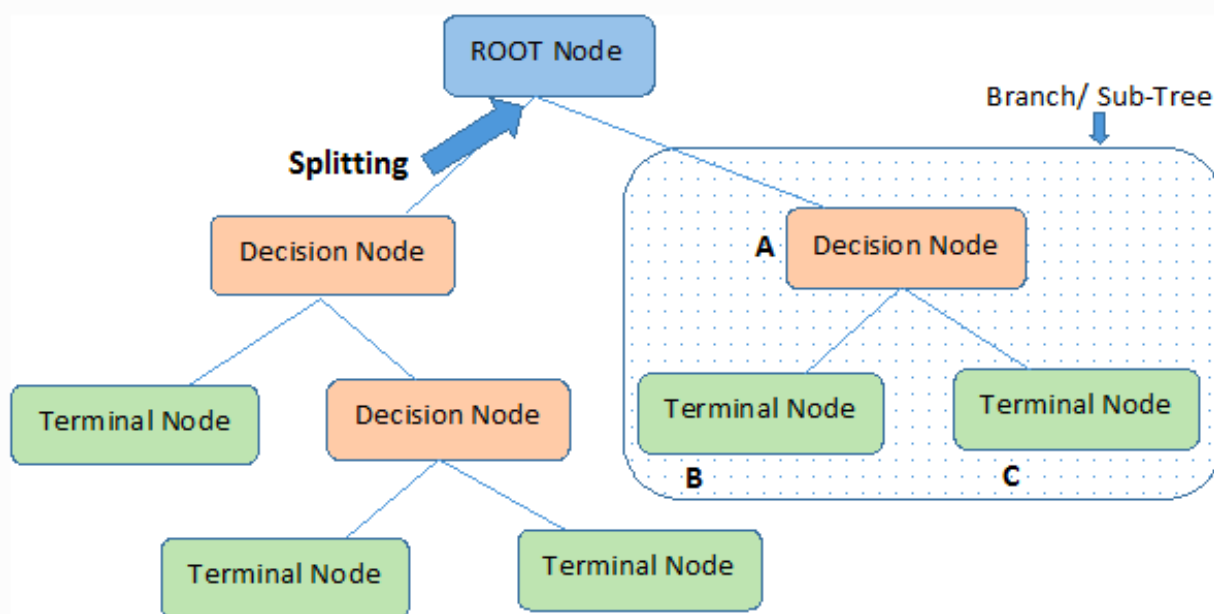 ROOT Node
Branch/ Sub-Tree
Splitting
Decision Node
A
Decision Node
Terminal Node
Decision Node
Terminal Node
Terminal Node
B
C
Terminal Node
Terminal Node